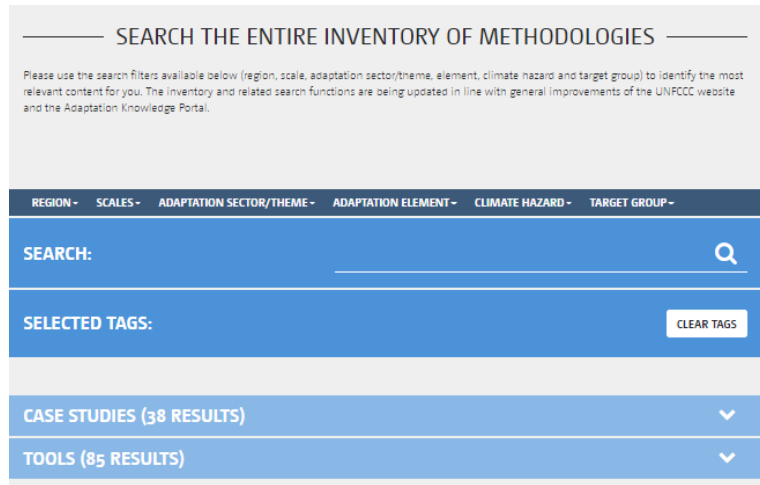 SEARCH THE ENTIRE INVENTORY OF METHODOLOGIES
Please use the search filters available below (region, scale, adaptation sector/theme, element, climate hazard and target group) to identify the most
relevant content for you. The inventory and related search functions are being updated in line with general improvements of the UNFCCC website
and the Adaptation Knowledge Portal.
REGION SCALES ADAPTATION SECTOR/THEME ADAPTATION ELEMENT CLIMATE HAZARD TARGET GROUP
SEARCH:
SELECTED TAGS: CLEAR TAGS
CASE STUDIES (38 RESULTS)
TOOLS (85 RESULTS)